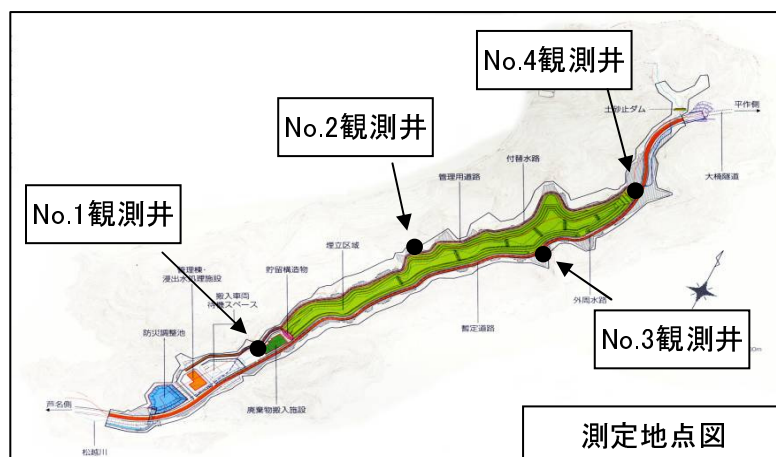 No.4観測井
土砂止ダム
平作側
No.2観測井
付替水路
大楠隧道
管理用道路
No.1観測井
埋立区域
管理棟・
浸出水処理施設
貯留構造物
搬入車両
待機スペース
外周水路
No.3観測井
防災調整池
暫定道路
芦名側
廃棄物搬入施設
松越川
測定地点図